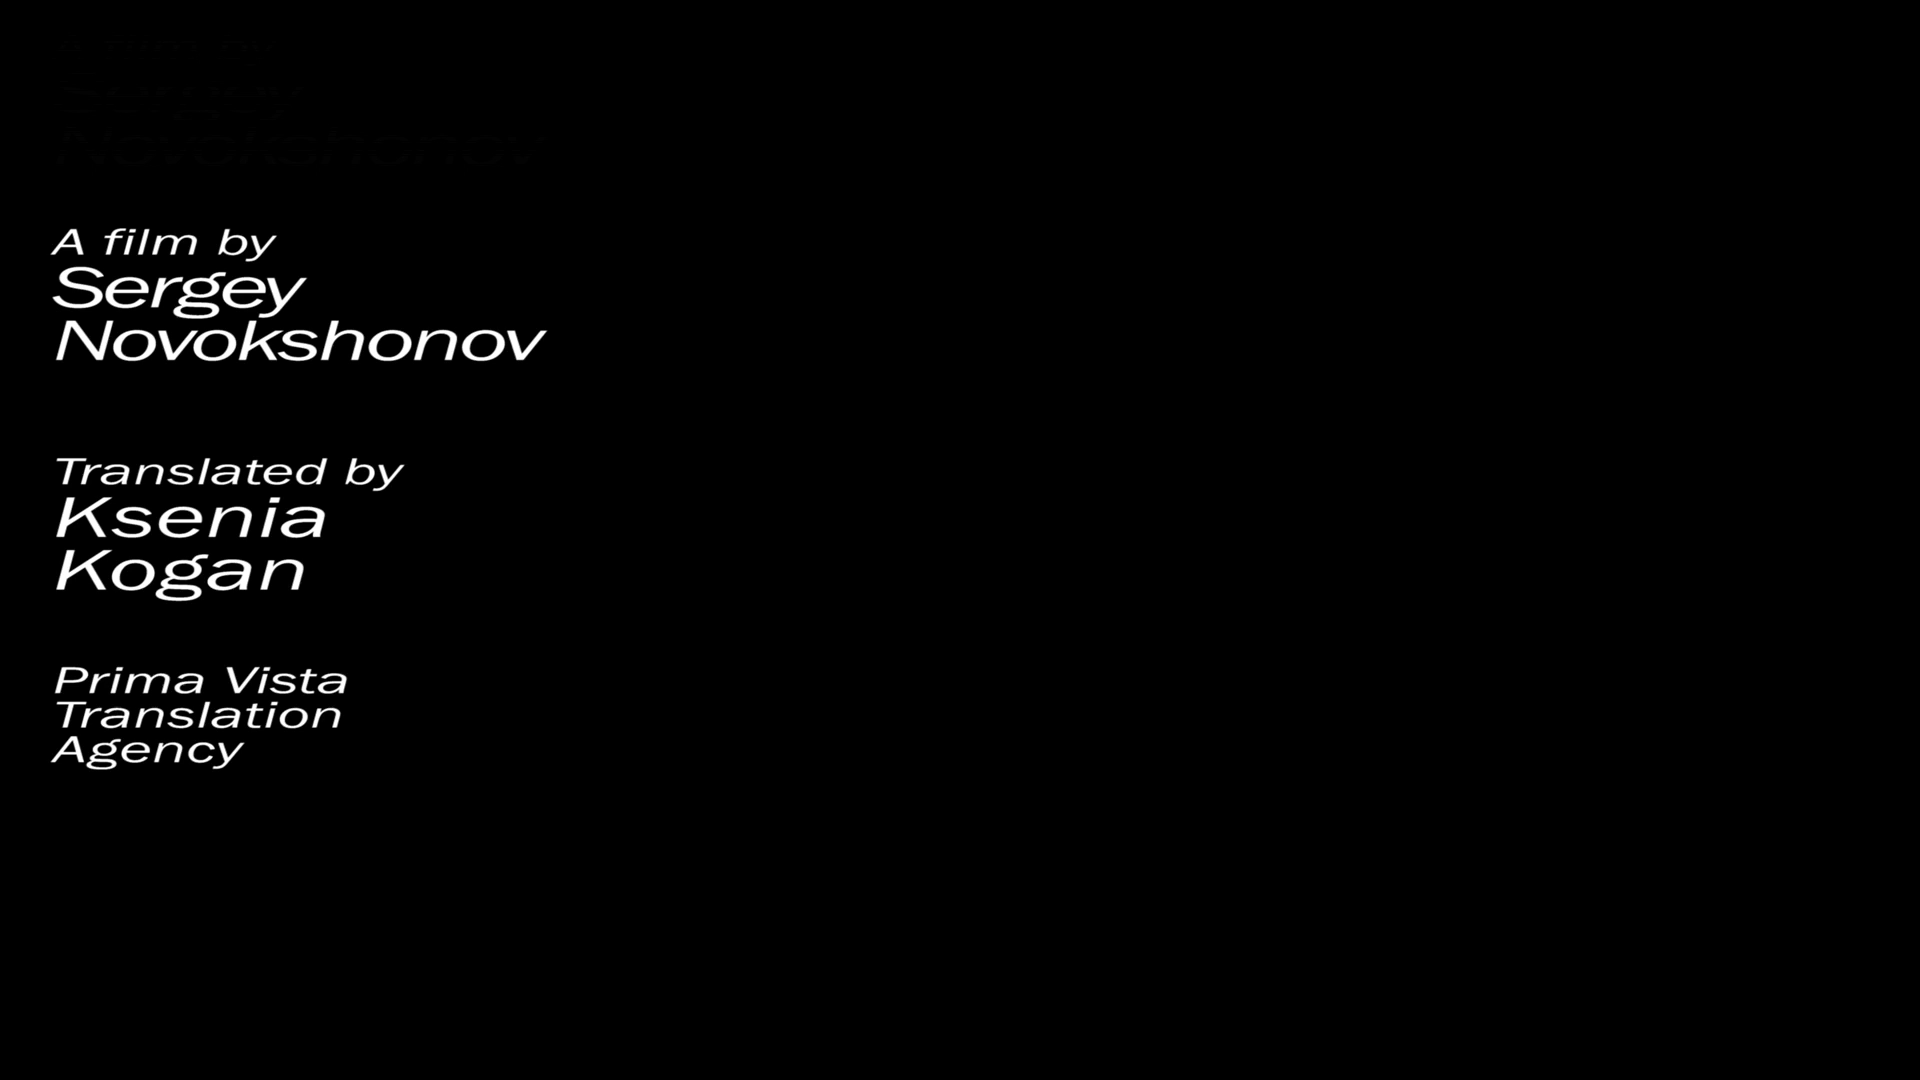 A film by
Sergey
Novokshonov
Translated by
Ksenia
Kogan
Prima Vista
Translation
Agency